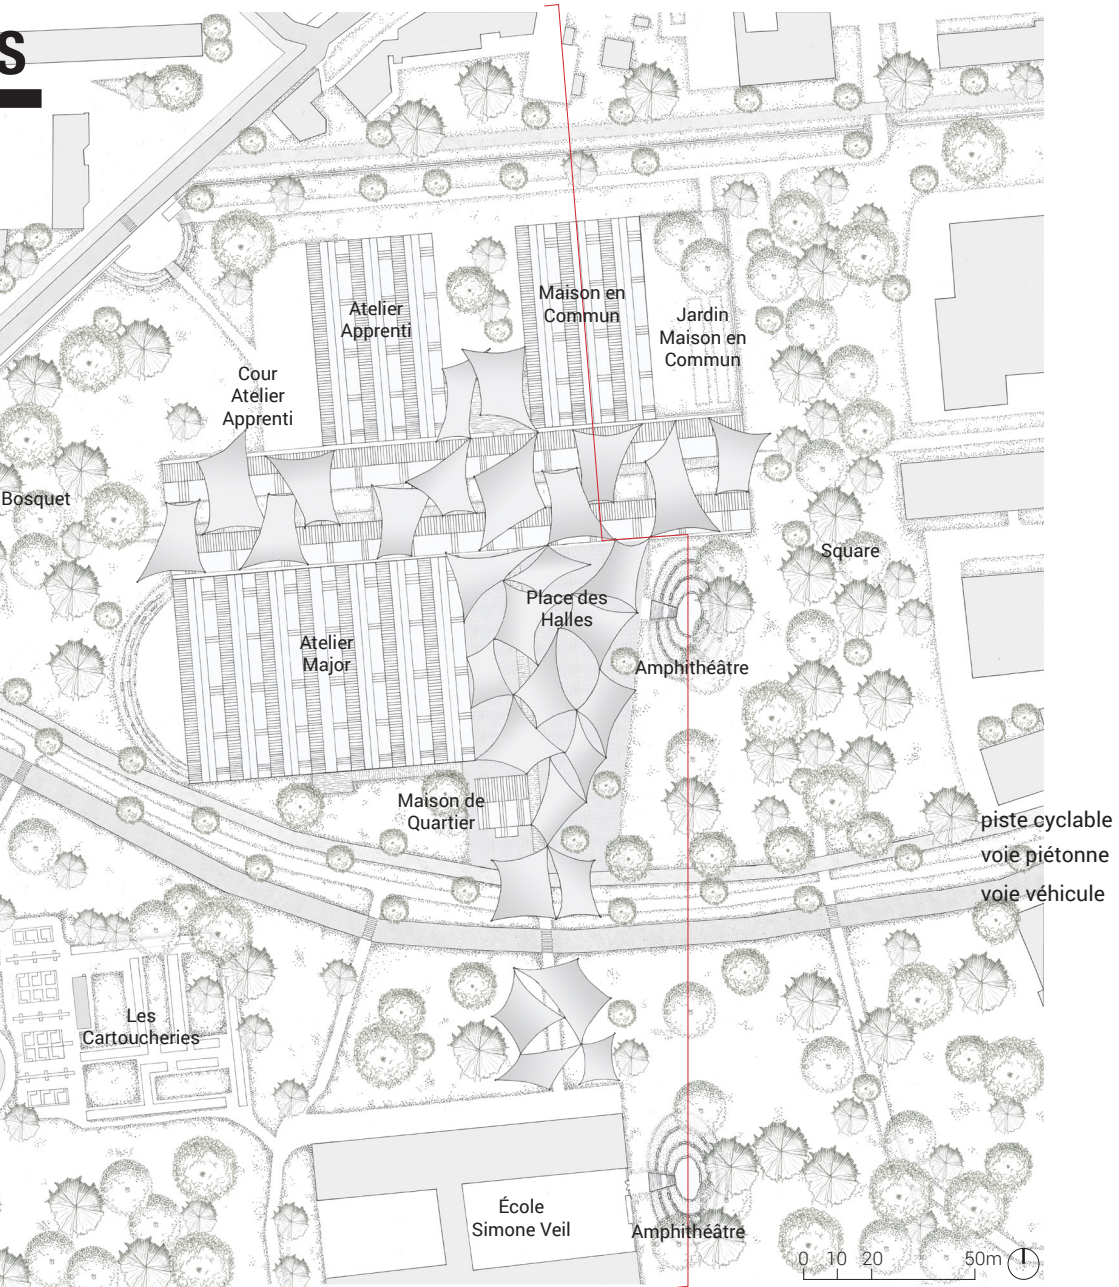 S
Atelier
Apprenti
Maison en
Commun
Jardin
Maison en
Commun
Cour
Atelier
Apprenti
Bosquet
Square
Place des
Halles
Atelier
Major
Amphithéâtre
Maison de
Quartier
piste cyclable
voie piétonne
voie véhicule
Les
Cartoucheries
École
Simone Veil
Amphithéâtre
0 10 20 50m